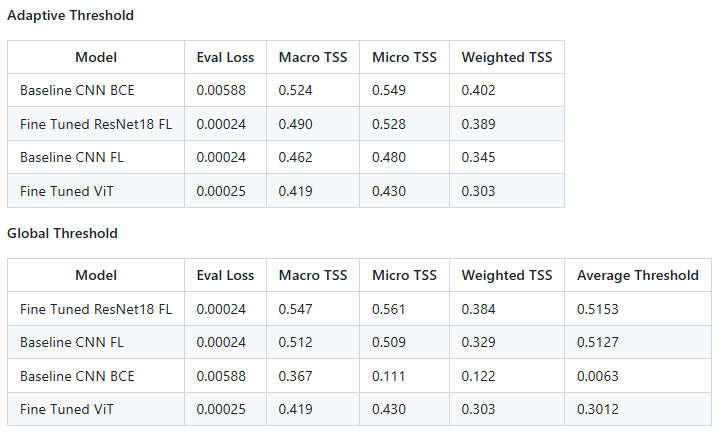 Adaptive Threshold
Model Eval Loss Macro TSS Micro TSS Weighted TSS
Baseline CNN BCE 0.00588 0.524 0.549 0.402
Fine Tuned ResNet18 FL 0.00024 0.490 0.528 0.389
Baseline CNN FL 0.00024 0.462 0.480 0.345
Fine Tuned ViT 0.00025 0.419 0.430 0.303
Global Threshold
Model Eval Loss Macro TSS Micro TSS Weighted TSS Average Threshold
Fine Tuned ResNet18 FL 0.00024 0.547 0.561 0.384 0.5153
Baseline CNN FL 0.00024 0.512 0.509 0.329 0.5127
Baseline CNN BCE 0.00588 0.367 0.111 0.122 0.0063
Fine Tuned ViT 0.00025 0.419 0.430 0.303 0.3012